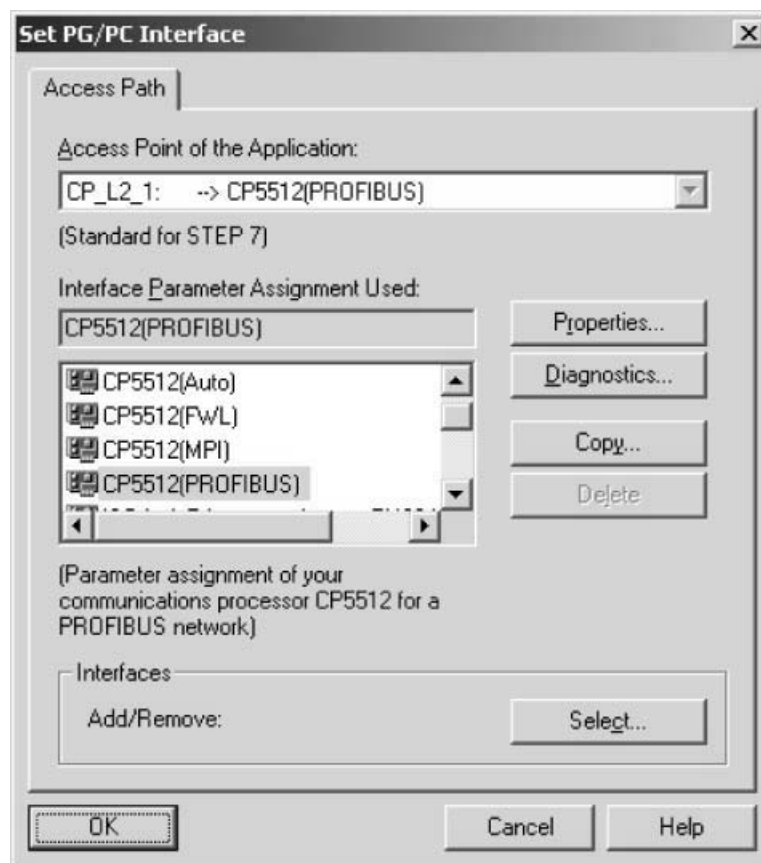 Set PG/PC Interface
Access Path
Access Point of the Application:
CP_L2_1: --> CP5512(PROFIBUS)
(Standard for STEP 7)
Interface Parameter Assignment Used:
CP5512(PROFIBUS)
Properties...
CP5512(Auto)
Diagnostics...
CP5512(FWL)
CP5512(MPI)
Copy...
CP5512(PROFIBUS)
Delete
(Parameter assignment of your
communications processor CP5512 for a
PROFIBUS network)
Interfaces
Add/Remove:
Select...
OK
Cancel
Help